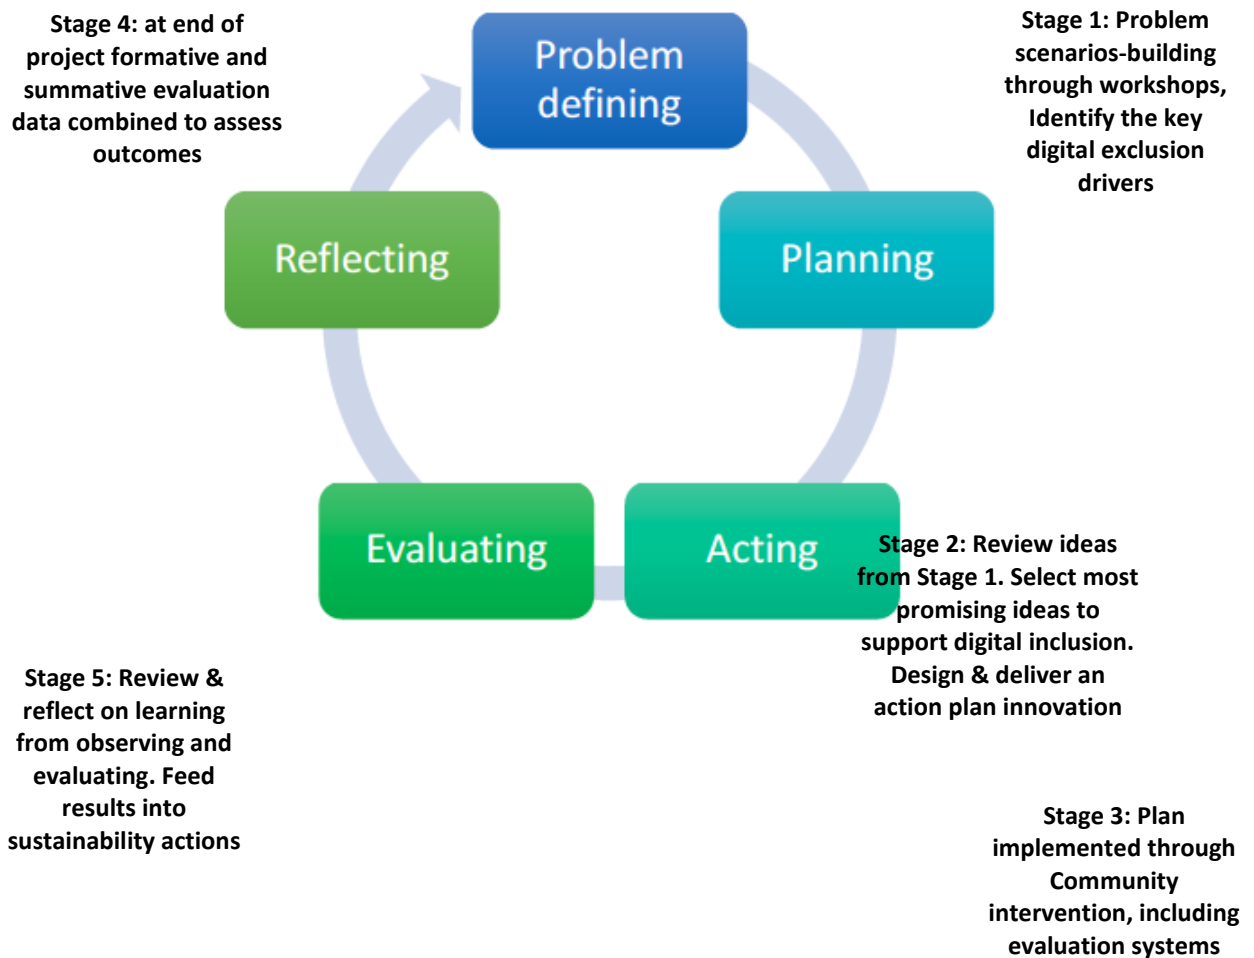 Stage 4: at end of
project formative and
summative evaluation
data combined to assess
outcomes
Problem
defining
Stage 1: Problem
scenarios-building
through workshops,
Identify the key
digital exclusion
drivers
Reflecting
Planning
Evaluating
Acting
Stage 2: Review ideas
from Stage 1. Select most
promising ideas to
support digital inclusion.
Design & deliver an
action plan innovation
Stage 5: Review &
reflect on learning
from observing and
evaluating. Feed
results into
sustainability actions
Stage 3: Plan
implemented through
Community
intervention, including
evaluation systems